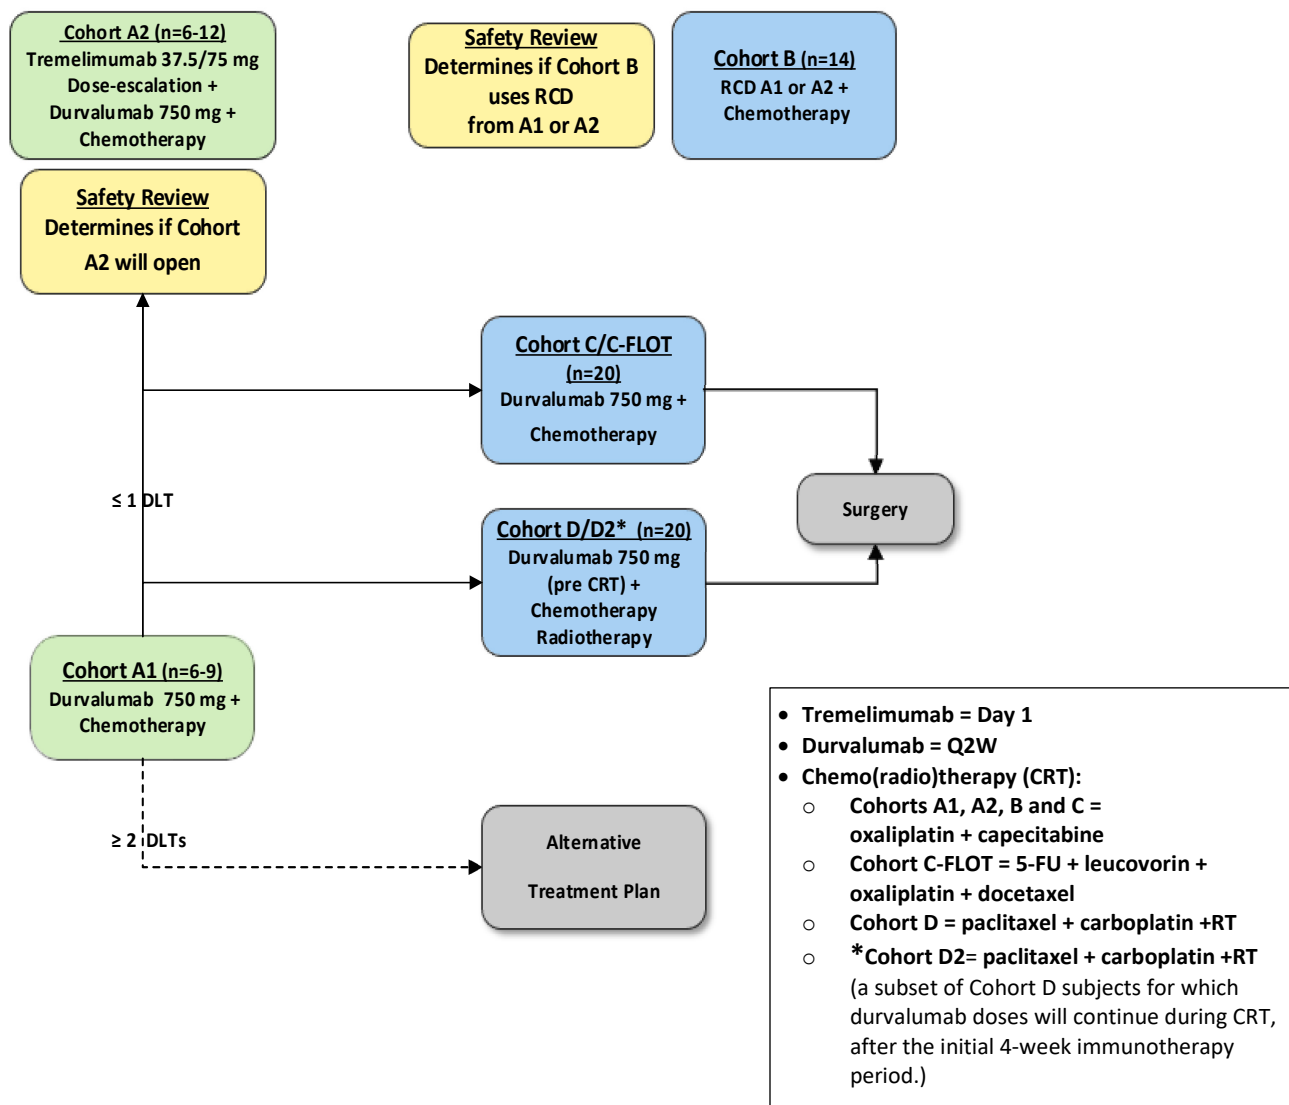 Cohort A2 (n=6-12)
Tremelimumab 37.5/75 mg
Dose-escalation +
Durvalumab 750 mg +
Chemotherapy
Safety Review
Determines if Cohort B
uses RCD
from A1 or A2
Cohort B (n=14)
RCD A1 or A2 +
Chemotherapy
Safety Review
Determines if Cohort
A2 will open
Cohort C/C-FLOT
(n=20)
Durvalumab 750 mg +
Chemotherapy
≤ 1 DLT
Surgery
Cohort D/D2* (n=20)
Durvalumab 750 mg
(pre CRT) +
Chemotherapy
Radiotherapy
Cohort A1 (n=6-9)
Durvalumab 750 mg +
Chemotherapy
≥ 2 DLTs
Alternative
Treatment Plan
• Tremelimumab = Day 1
• Durvalumab = Q2W
• Chemo(radio)therapy (CRT):
o Cohorts A1, A2, B and C =
oxaliplatin + capecitabine
o Cohort C-FLOT = 5-FU + leucovorin +
oxaliplatin + docetaxel
o Cohort D = paclitaxel + carboplatin +RT
o *Cohort D2= paclitaxel + carboplatin +RT
(a subset of Cohort D subjects for which
durvalumab doses will continue during CRT,
after the initial 4-week immunotherapy
period.)